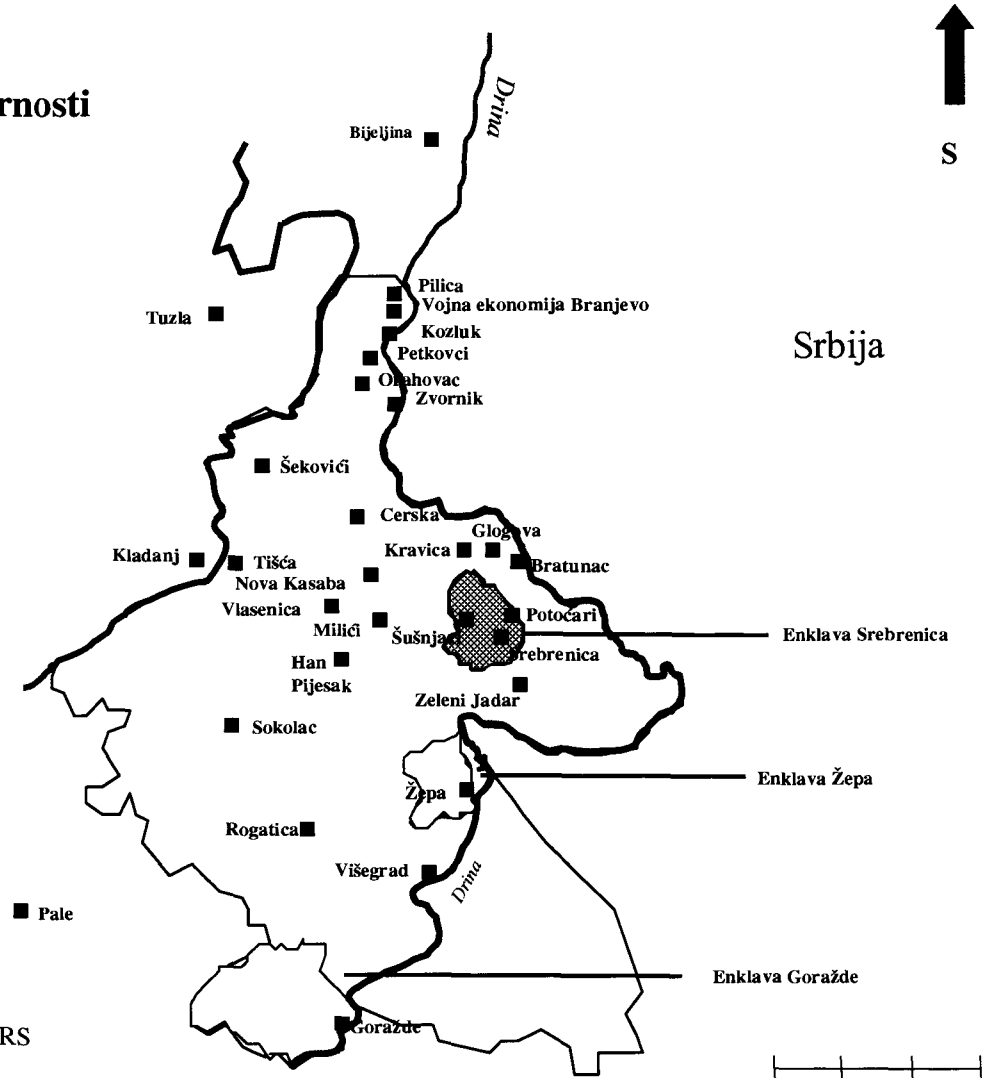 rnosti
Drina
Bijeljina
S
Pilica
Vojna ekonomija Branjevo
Tuzla
Kozluk
Srbija
Petkovci
Orahovac
Zvornik
Šekovići
Cerska
Glogova
Kravica
Kladanj
Tišća
Bratunac
Nova Kasaba
Vlasenica
Potočari
Milići
Šušnjari
Enklava Srebrenica
Srebrenica
Han
Pijesak
Zeleni Jadar
Sokolac
Enklava Žepa
Žepa
Rogatica
Višegrad
Drina
Pale
Enklava Goražde
Goražde
RS